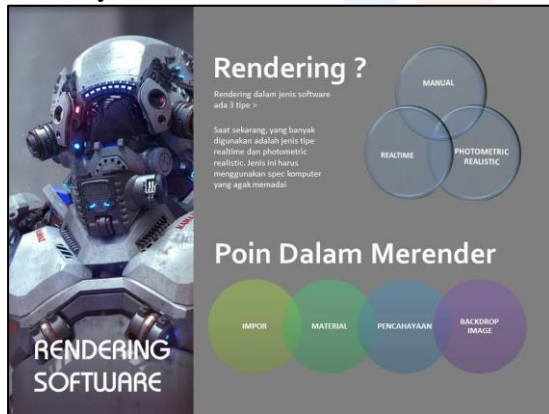 Rendering ?
Rendering dalam jenis software
ada 3 tipe >
Saat sekarang, yang banyak
digunakan adalah jenis tipe
realtime dan photometric
realistic. Jenis ini harus
menggunakan spec komputer
yang agak memadai
MANUAL
REALTIME
PHOTOMETRIC
REALISTIC
Poin Dalam Merender
IMPOR
MATERIAL
PENCAHAYAAN
BACKDROP
IMAGE
RENDERING
SOFTWARE